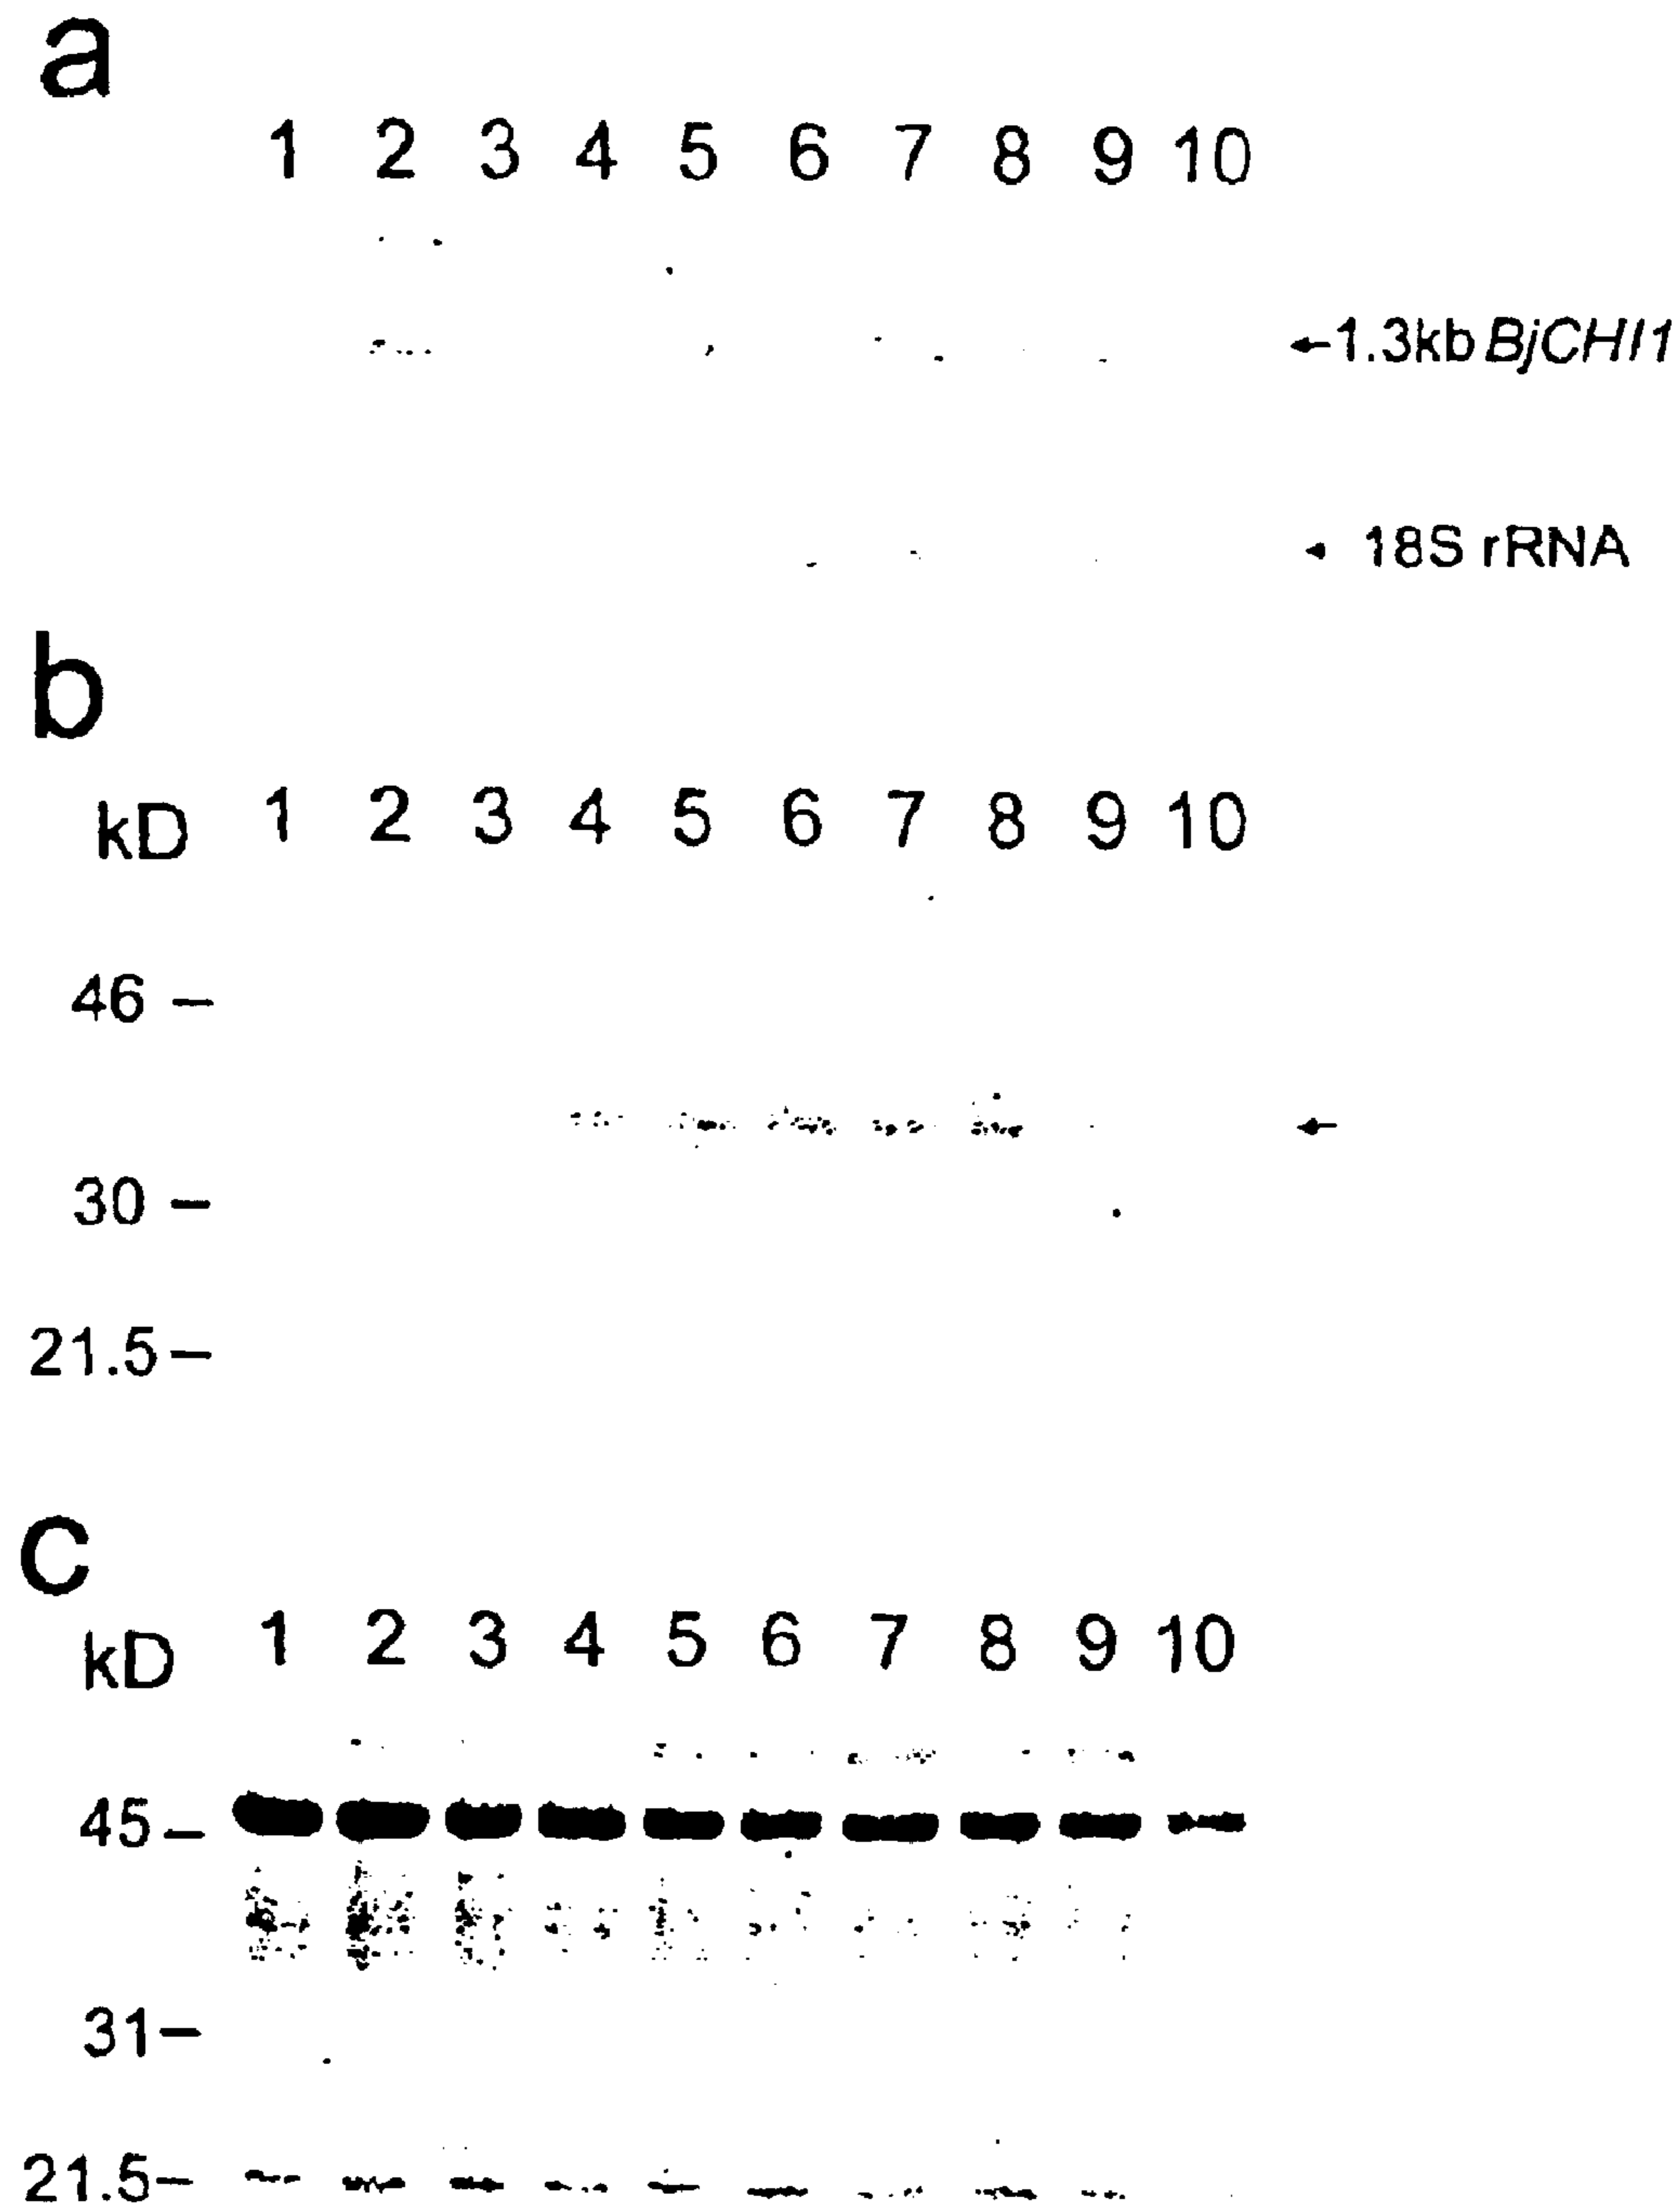 a
1 2 3 4 5 6 7 8 9 10
1.3kb BjCHI1
18S rRNA
b
kD 1 2 3 4 5 6 7 8 9 10
46
30
21.5
c
kD 1 2 3 4 5 6 7 8 9 10
45
31
21.5